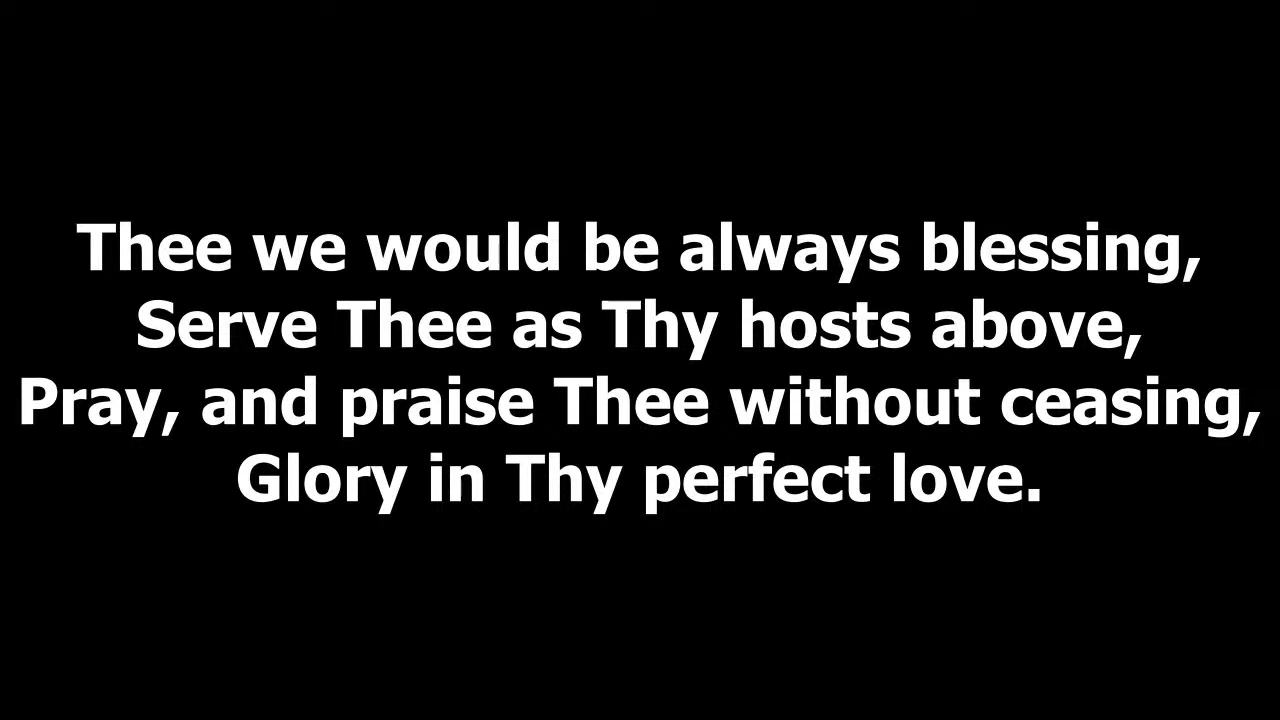 Thee we would be always blessing,
Serve Thee as Thy hosts above,
Pray, and praise Thee without ceasing,
Glory in Thy perfect love.